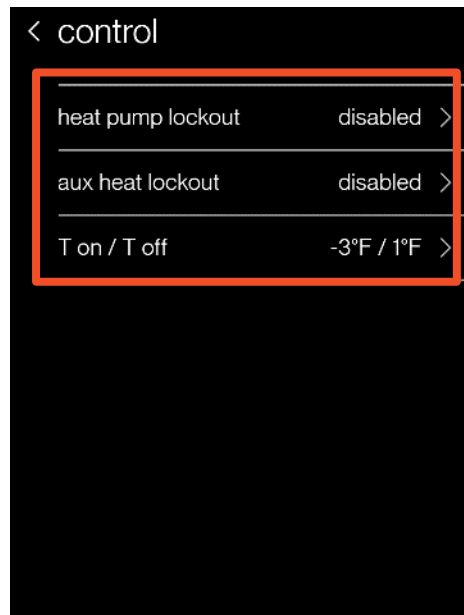 < control
heat pump lockout disabled >
aux heat lockout disabled >
T on / T off -3°F / 1°F >